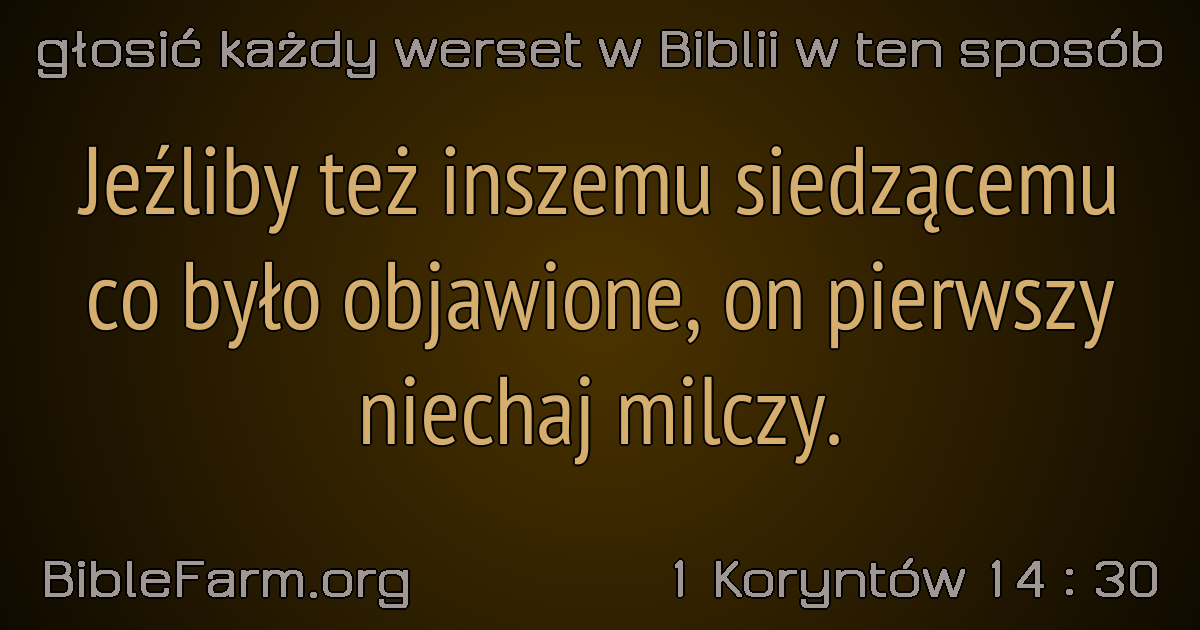 głosić każdy werset w Biblii w ten sposób
Jeźliby też inszemu siedzącemu
co było objawione, on pierwszy
niechaj milczy.
BibleFarm.org
1 Koryntów 14 : 30